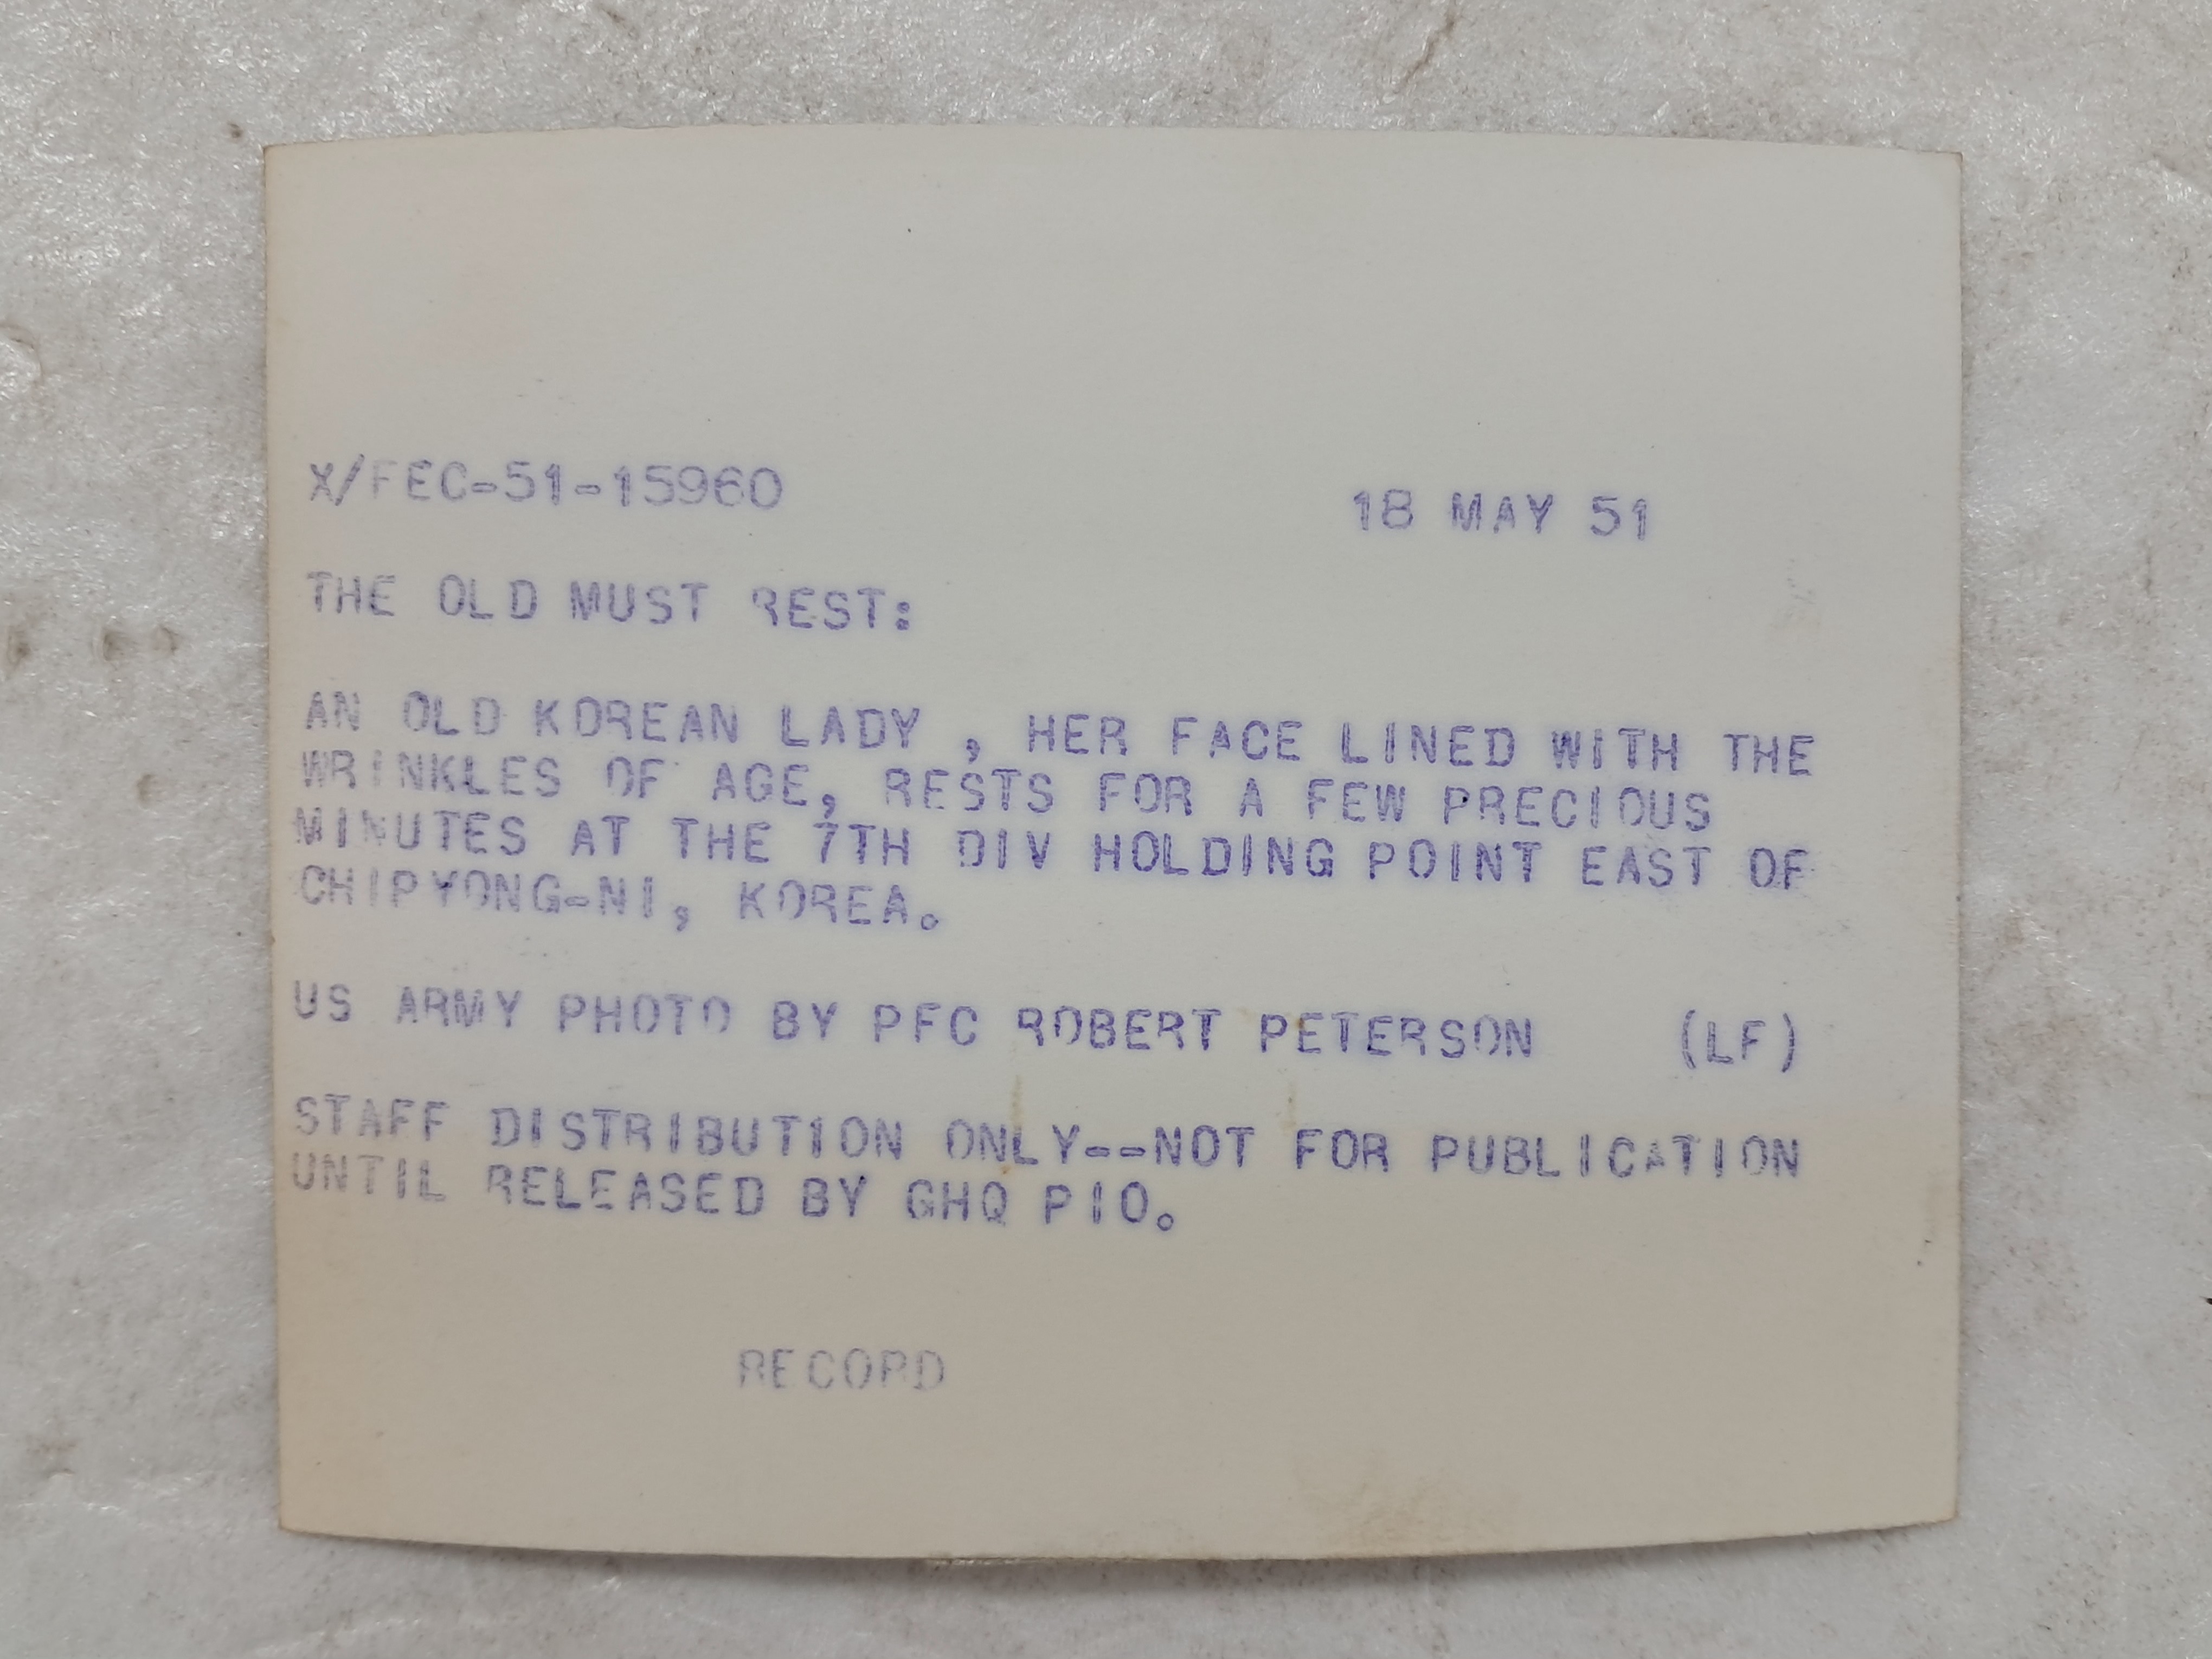 X/FEC-51-15960 18 MAY 51
THE OLD MUST REST:
AN OLD KOREAN LADY , HER FACE LINED WITH THE
WRINKLES OF AGE, RESTS FOR A FEW PRECIOUS
MINUTES AT THE 7TH DIV HOLDING POINT EAST OF
CHIPYONG-NI, KOREA.
US ARMY PHOTO BY PFC ROBERT PETERSON (LF)
STAFF DISTRIBUTION ONLY--NOT FOR PUBLICATION
UNTIL RELEASED BY GHQ PIO.
RECORD